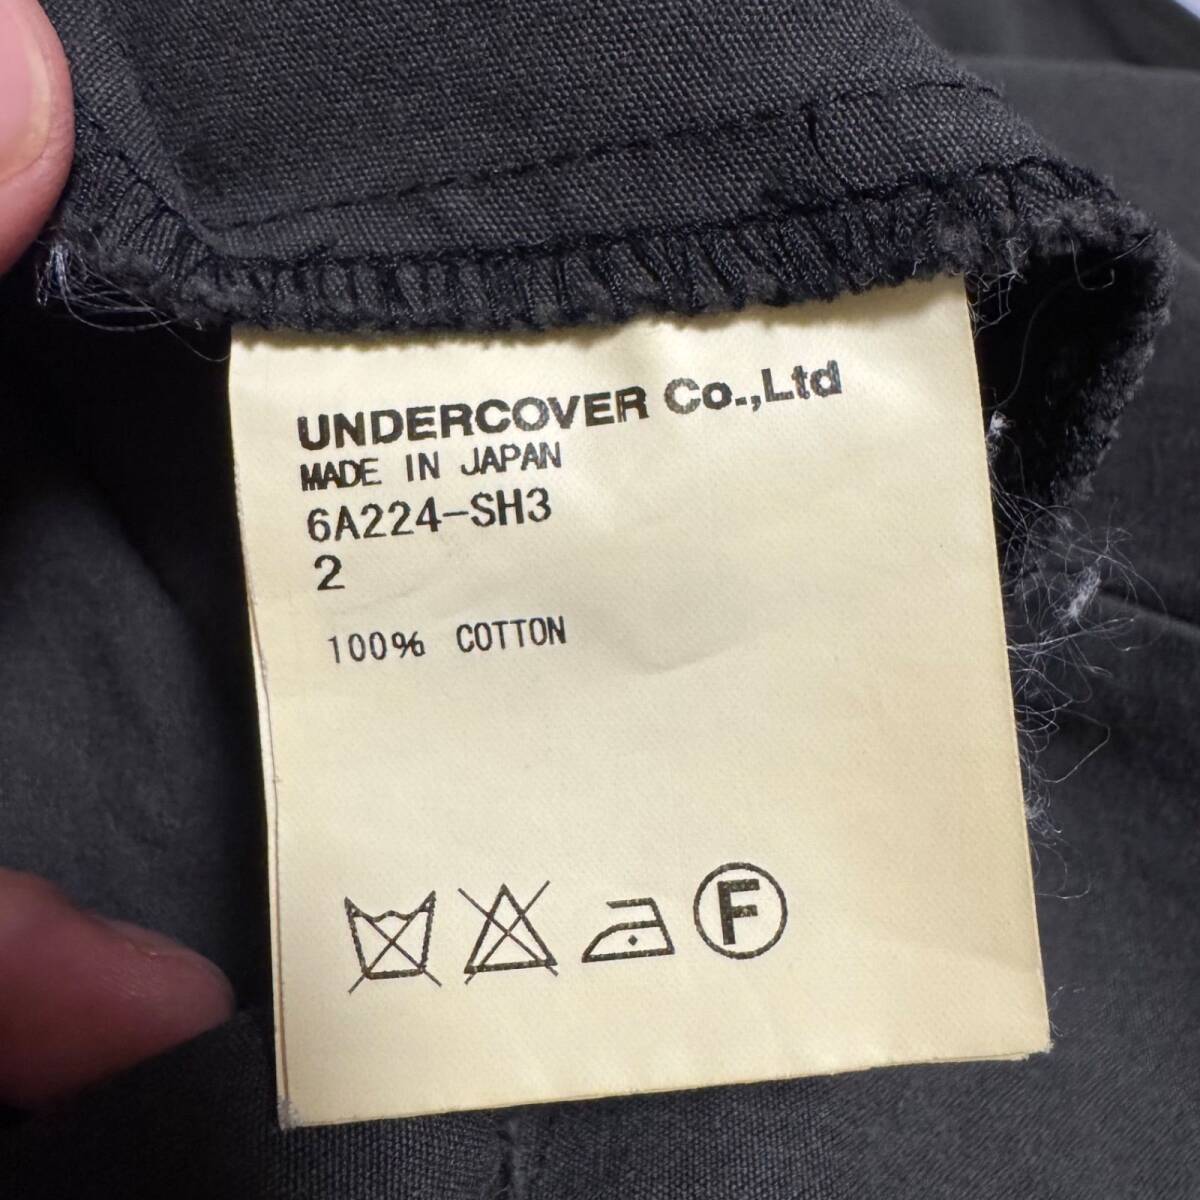 UNDERCOVER Co.,Ltd
MADE IN JAPAN
6A224-SH3
2
100% COTTON
F